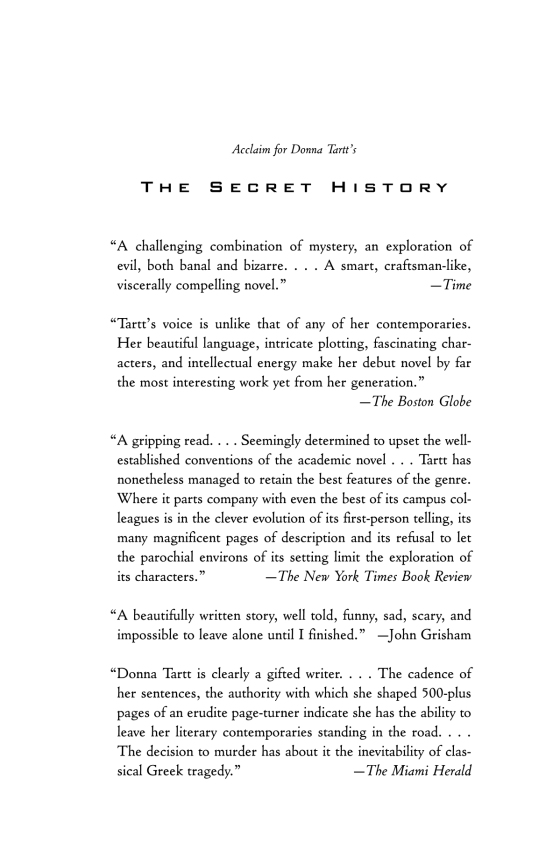 Acclaim for Donna Tartt's
THE SECRET HISTORY
“A challenging combination of mystery, an exploration of
evil, both banal and bizarre. . . . A smart, craftsman-like,
viscerally compelling novel.” —Time
“Tartt’s voice is unlike that of any of her contemporaries.
Her beautiful language, intricate plotting, fascinating char-
acters, and intellectual energy make her debut novel by far
the most interesting work yet from her generation.”
—The Boston Globe
“A gripping read. . . . Seemingly determined to upset the well-
established conventions of the academic novel . . . Tartt has
nonetheless managed to retain the best features of the genre.
Where it parts company with even the best of its campus col-
leagues is in the clever evolution of its first-person telling, its
many magnificent pages of description and its refusal to let
the parochial environs of its setting limit the exploration of
its characters.” —The New York Times Book Review
“A beautifully written story, well told, funny, sad, scary, and
impossible to leave alone until I finished.” —John Grisham
“Donna Tartt is clearly a gifted writer. . . . The cadence of
her sentences, the authority with which she shaped 500-plus
pages of an erudite page-turner indicate she has the ability to
leave her literary contemporaries standing in the road. . . .
The decision to murder has about it the inevitability of clas-
sical Greek tragedy.” —The Miami Herald